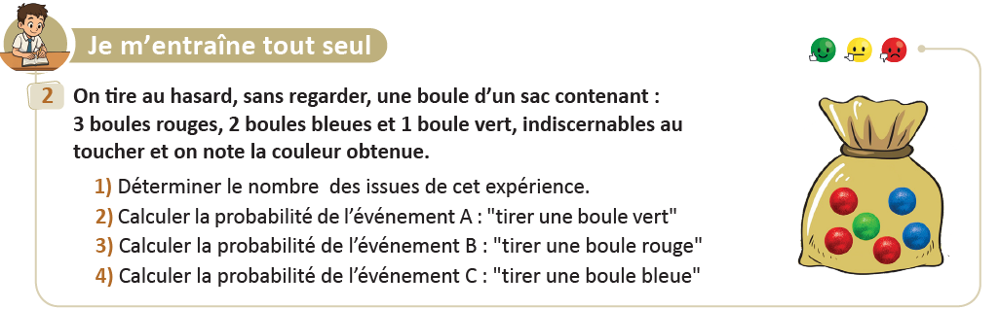 Je m’entraîne tout seul
2 On tire au hasard, sans regarder, une boule d’un sac contenant :
3 boules rouges, 2 boules bleues et 1 boule vert, indiscernables au
toucher et on note la couleur obtenue.
1) Déterminer le nombre  des issues de cet expérience.
2) Calculer la probabilité de l’événement A : "tirer une boule vert"
3) Calculer la probabilité de l’événement B : "tirer une boule rouge"
4) Calculer la probabilité de l’événement C : "tirer une boule bleue"